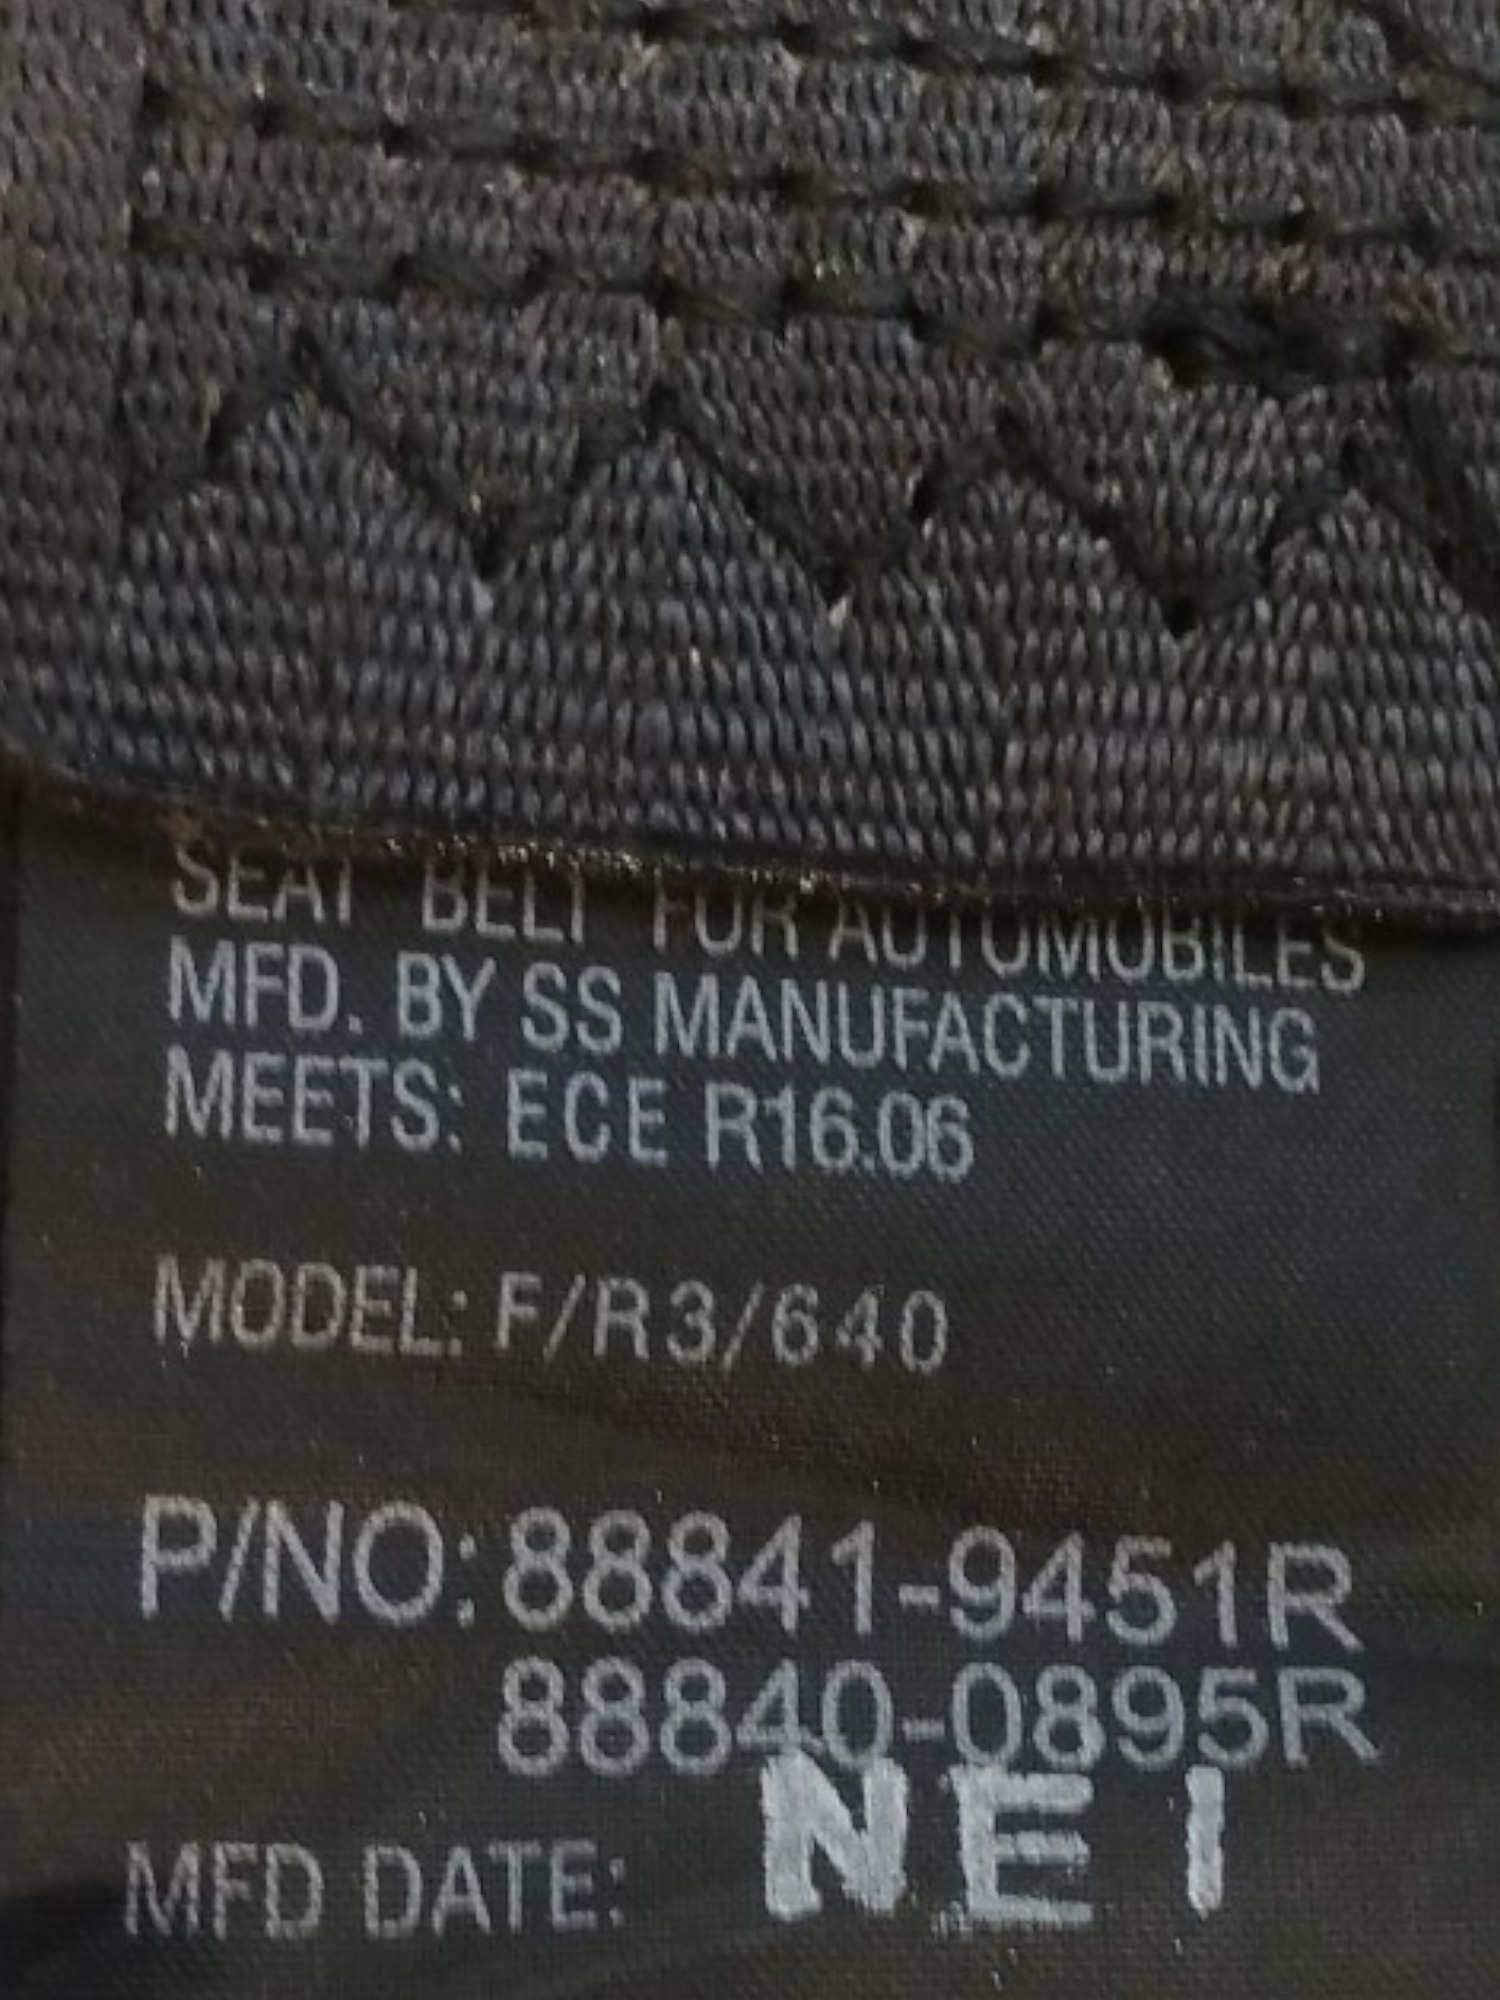 SEAT BELT FOR AUTOMOBILES
MFD. BY SS MANUFACTURING
MEETS: ECE R16.06
MODEL: F/R3/640
P/NO: 88841-9451R
88840-0895R
MFD DATE: NEI